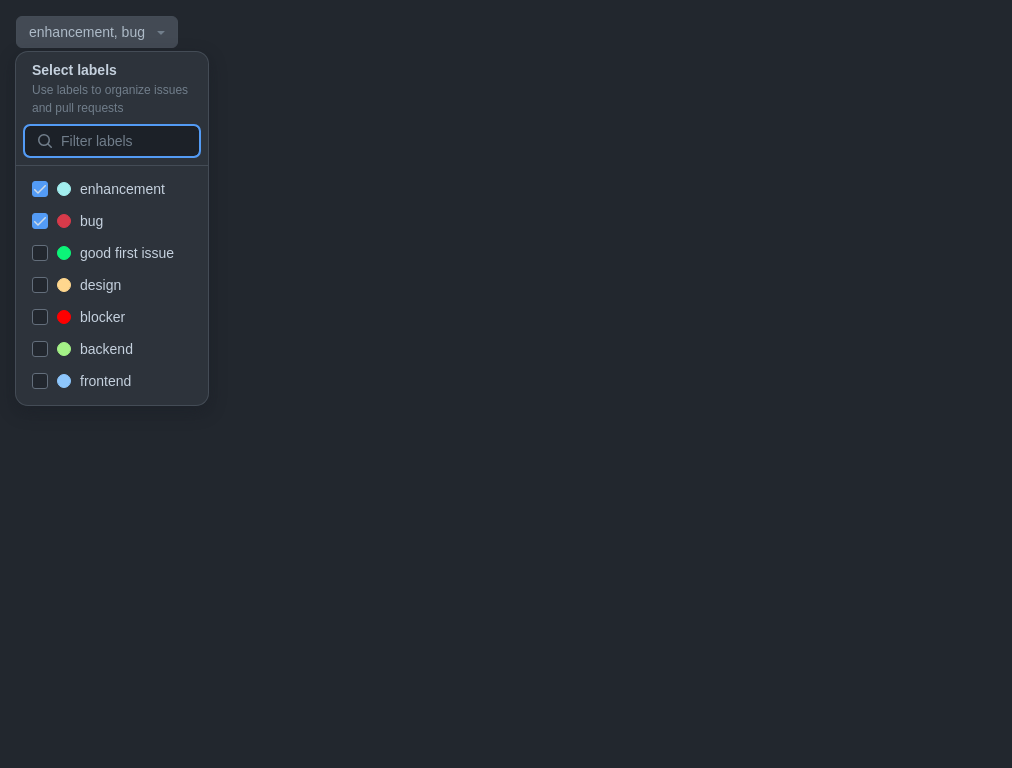 enhancement, bug
Select labels
Use labels to organize issues
and pull requests
Filter labels
enhancement
bug
good first issue
design
blocker
backend
frontend